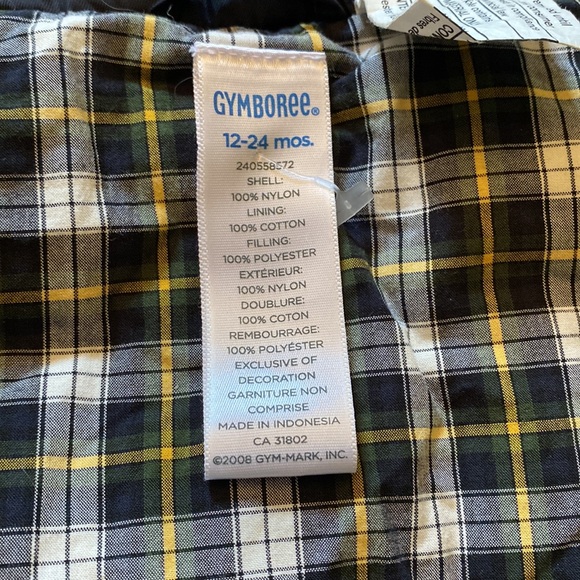 GYMBOREE®
12-24 mos.
240558572
SHELL:
100% NYLON
LINING:
100% COTTON
FILLING:
100% POLYESTER
EXTÉRIEUR:
100% NYLON
DOUBLURE:
100% COTON
REMBOURRAGE:
100% POLYÉSTER
EXCLUSIVE OF
DECORATION
GARNITURE NON
COMPRISE
MADE IN INDONESIA
CA 31802
©2008 GYM-MARK, INC.